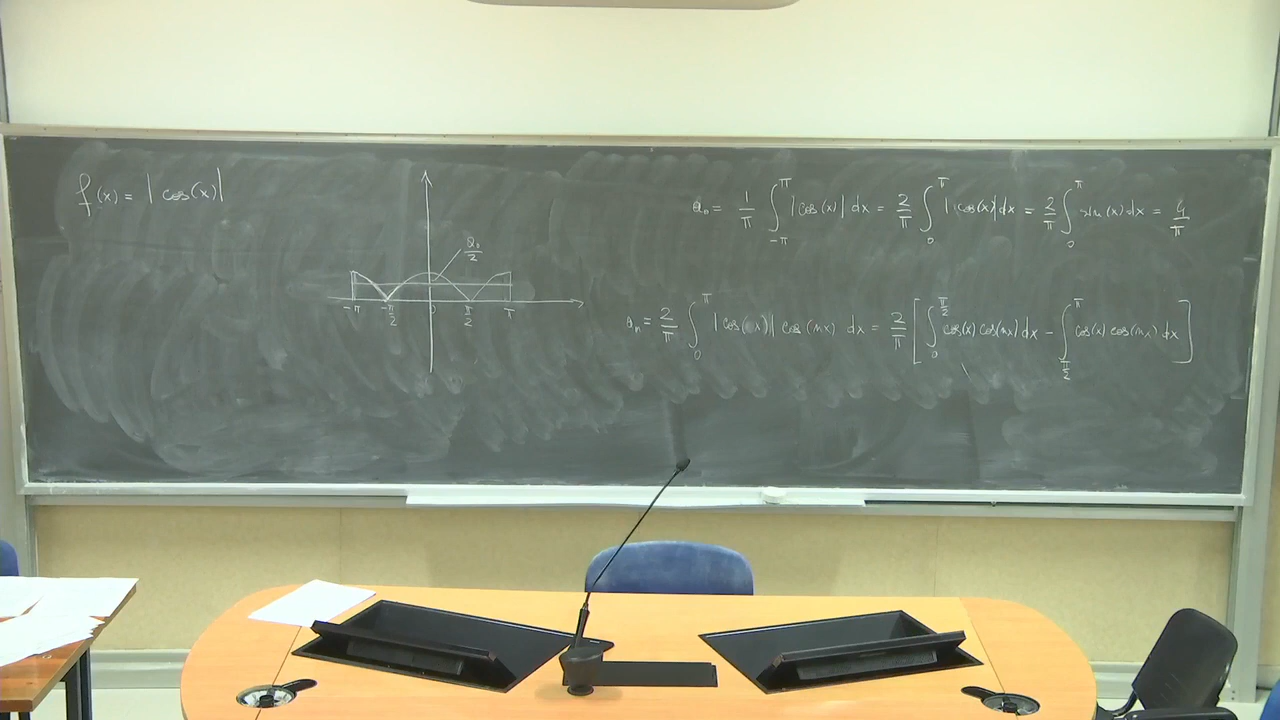 f(x) = |cos(x)|
a₀/2
-π -π/2 0 π/2 π
a₀ = 1/π ∫_{-π}^{π} |cos(x)| dx = 2/π ∫_0^π |cos(x)| dx = 2/π ∫_0^π sin(x) dx = 4/π
aₙ = 2/π ∫_0^π |cos(x)| cos(nx) dx = 2/π [ ∫_0^{π/2} cos(x) cos(nx) dx - ∫_{π/2}^π cos(x) cos(nx) dx ]